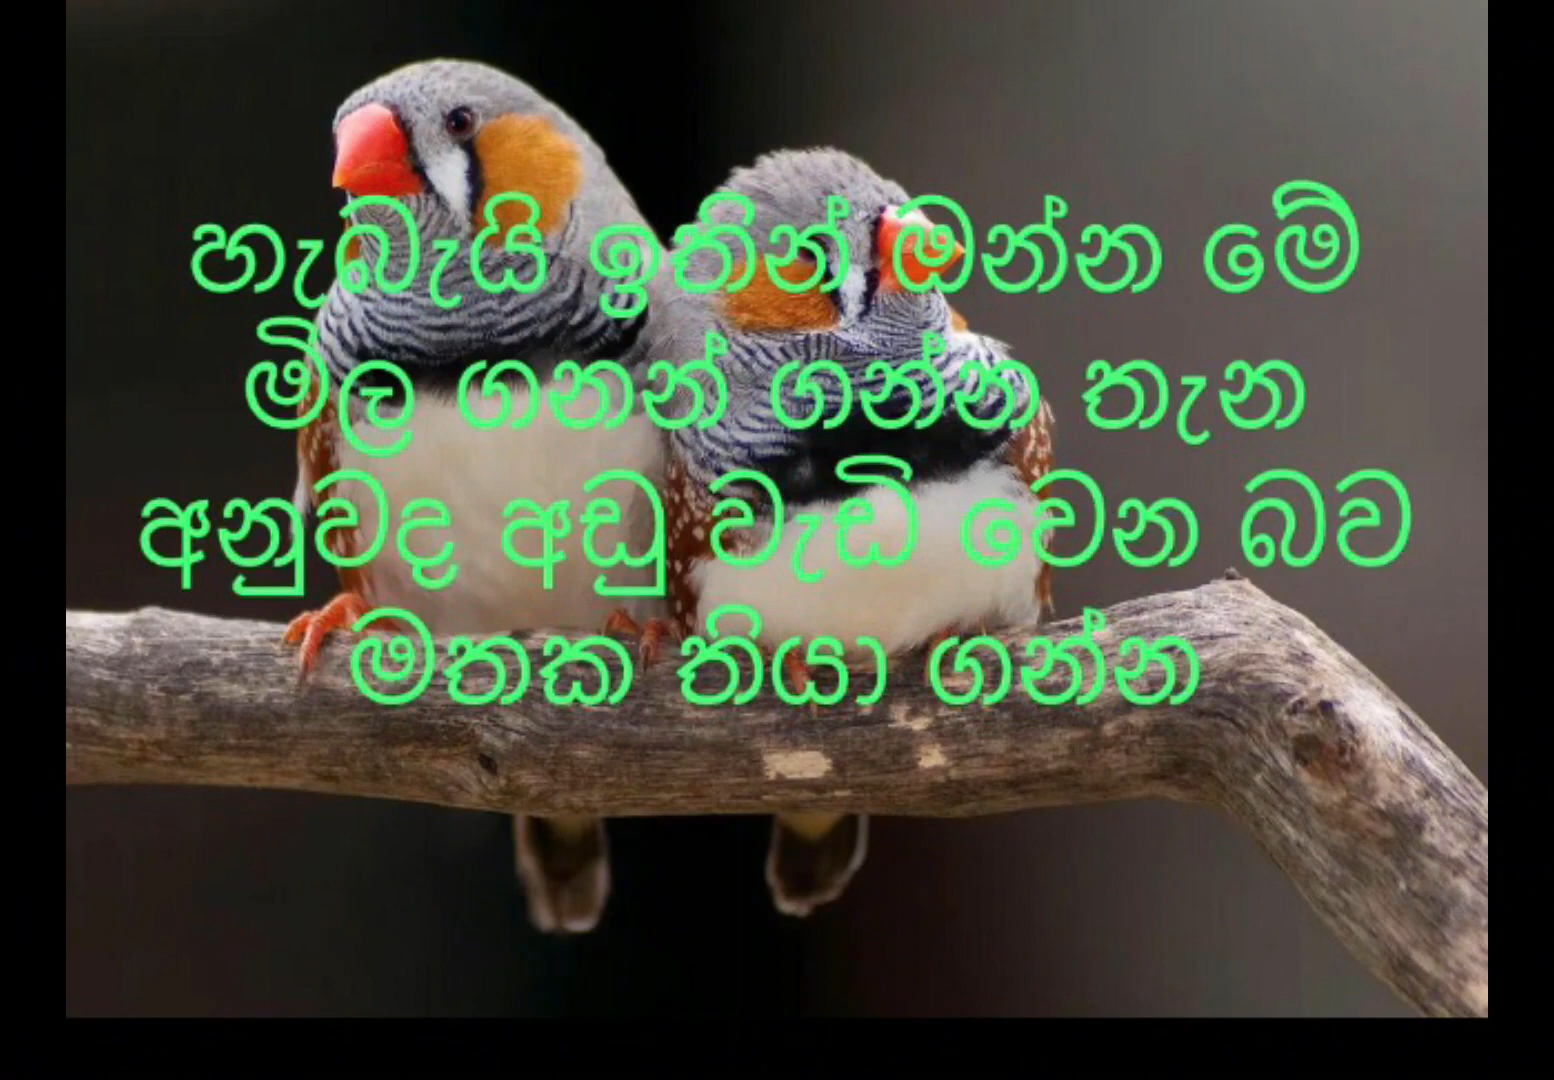 හැබැයි ඉතින් ඔන්න මේ
මිල ගනන් ගන්න තැන
අනුවද අඩු වැඩි වෙන බව
මතක තියා ගන්න